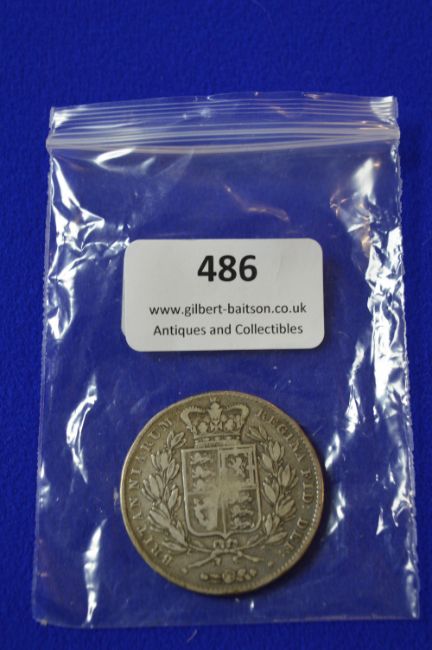 486
www.gilbert-baitson.co.uk
Antiques and Collectibles
BRITANNIARUM REGINA FID: DEF: